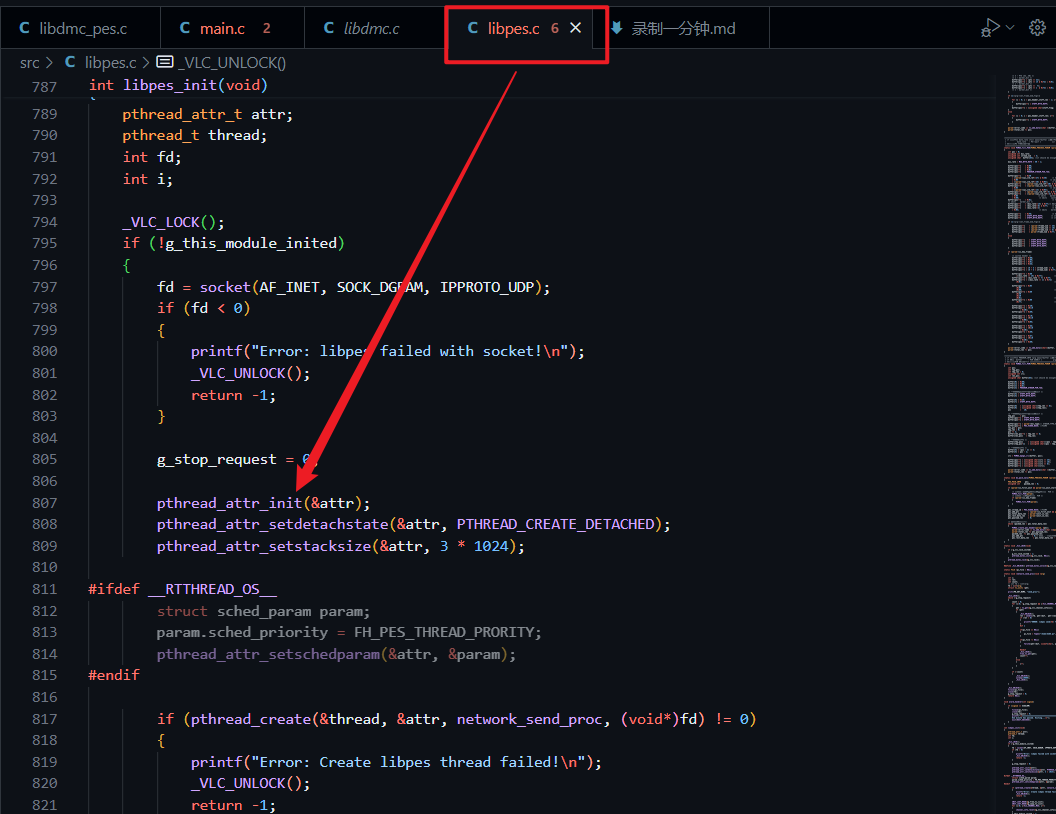 libdmc_pes.c
main.c 2
libdmc.c
libpes.c 6
录制一分钟.md
src > C libpes.c > _VLC_UNLOCK()
787 int libpes_init(void)
789 pthread_attr_t attr;
790 pthread_t thread;
791 int fd;
792 int i;
793
794 _VLC_LOCK();
795 if (!g_this_module_inited)
796 {
797 fd = socket(AF_INET, SOCK_DGRAM, IPPROTO_UDP);
798 if (fd < 0)
799 {
800 printf("Error: libpes failed with socket!\n");
801 _VLC_UNLOCK();
802 return -1;
803 }
804
805 g_stop_request = 0;
806
807 pthread_attr_init(&attr);
808 pthread_attr_setdetachstate(&attr, PTHREAD_CREATE_DETACHED);
809 pthread_attr_setstacksize(&attr, 3 * 1024);
810
811 #ifdef __RTTHREAD_OS__
812 struct sched_param param;
813 param.sched_priority = FH_PES_THREAD_PRORITY;
814 pthread_attr_setschedparam(&attr, &param);
815 #endif
816
817 if (pthread_create(&thread, &attr, network_send_proc, (void*)fd) != 0)
818 {
819 printf("Error: Create libpes thread failed!\n");
820 _VLC_UNLOCK();
821 return -1;